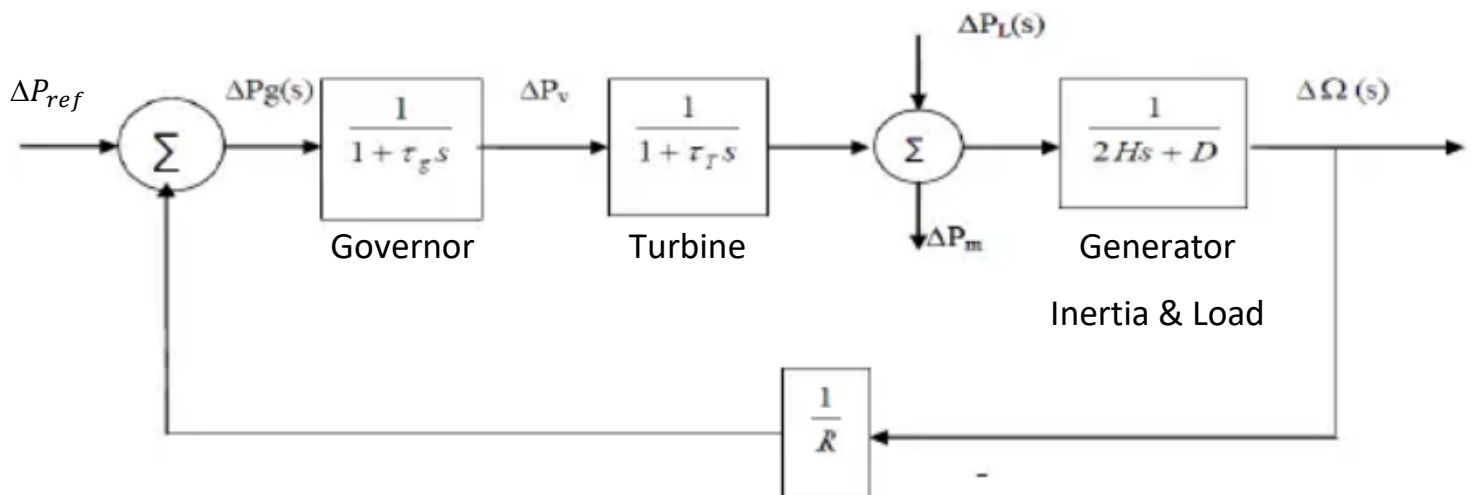 ΔP_L(s)
ΔP_ref
Σ
ΔPg(s)
1
1 + τ_g s
ΔP_v
1
1 + τ_T s
Σ
1
2Hs + D
ΔΩ (s)
ΔP_m
Governor
Turbine
Generator
Inertia & Load
1
R
-